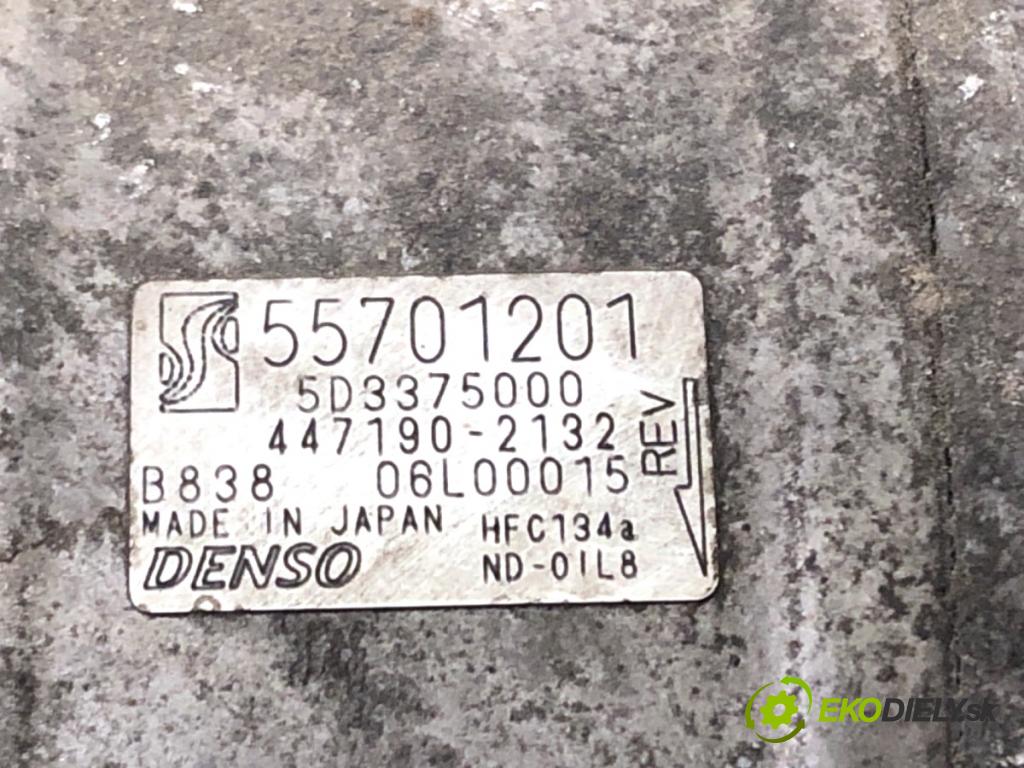 55701201
5D3375000
447190-2132
B838 06L00015
MADE IN JAPAN HFC134a
DENSO ND-OIL8
REV
EKODIELY.sk